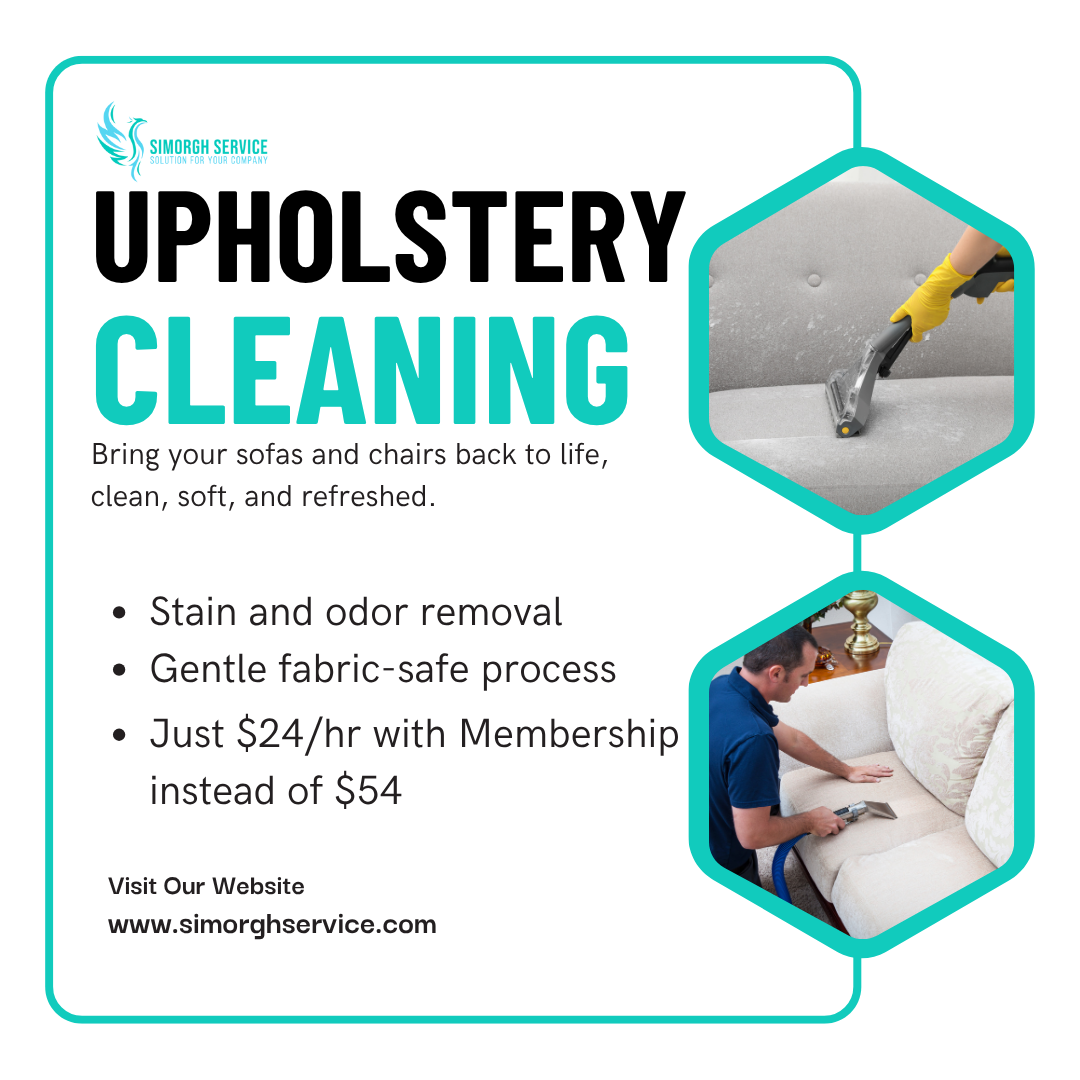 SIMORGH SERVICE
SOLUTION FOR YOUR COMPANY
UPHOLSTERY
CLEANING
Bring your sofas and chairs back to life,
clean, soft, and refreshed.
• Stain and odor removal
• Gentle fabric-safe process
• Just $24/hr with Membership
instead of $54
Visit Our Website
www.simorghservice.com